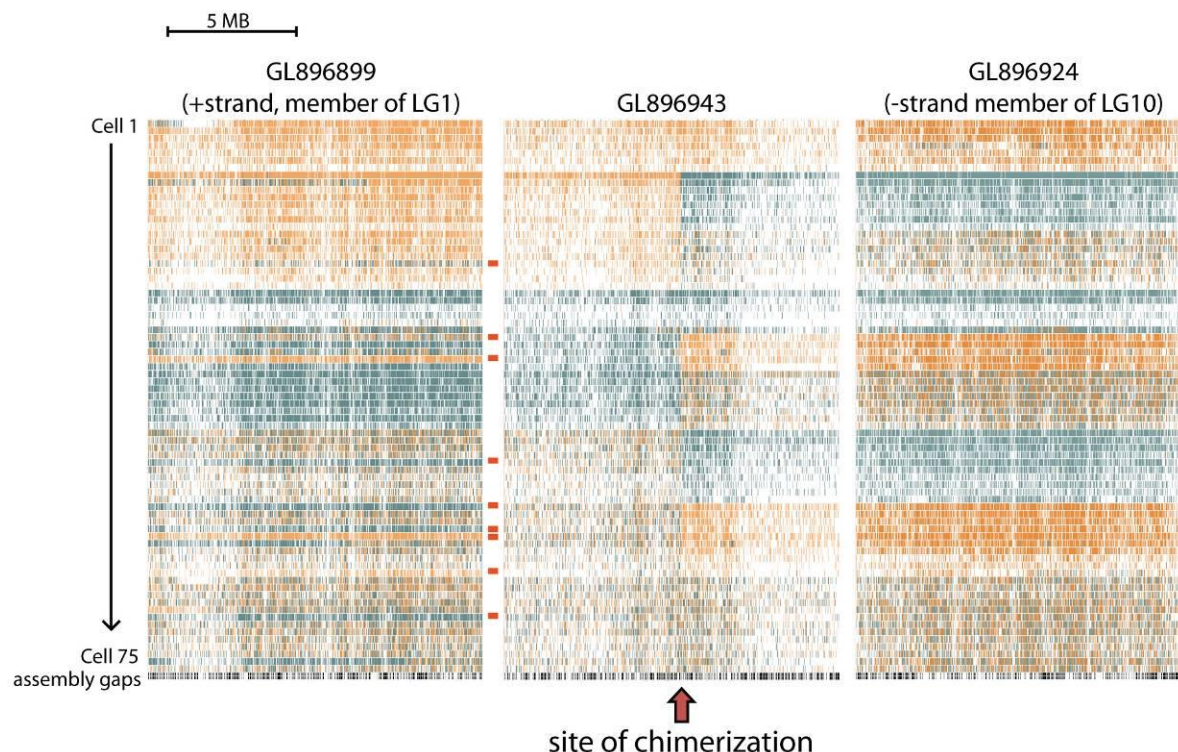 5 MB
GL896899
(+strand, member of LG1)
GL896943
GL896924
(-strand member of LG10)
Cell 1
Cell 75
assembly gaps
site of chimerization